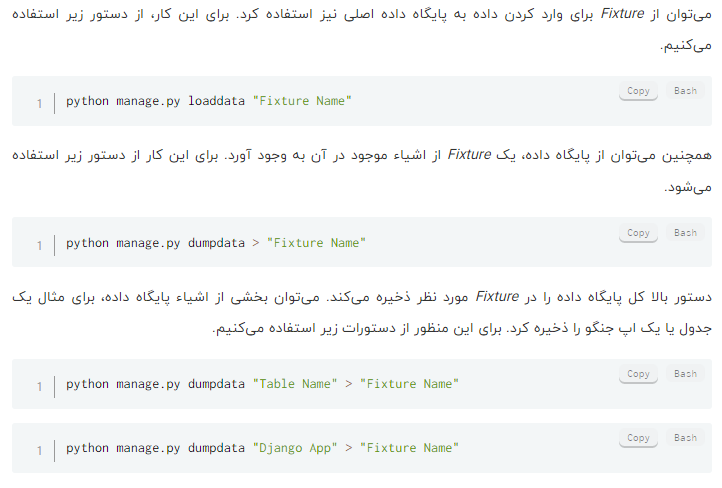 می‌توان از Fixture برای وارد کردن داده به پایگاه داده اصلی نیز استفاده کرد. برای این کار، از دستور زیر استفاده
می‌کنیم.
Copy Bash
1 python manage.py loaddata "Fixture Name"
همچنین می‌توان از پایگاه داده، یک Fixture از اشیاء موجود در آن به وجود آورد. برای این کار از دستور زیر استفاده
می‌شود.
Copy Bash
1 python manage.py dumpdata > "Fixture Name"
دستور بالا کل پایگاه داده را در Fixture مورد نظر ذخیره می‌کند. می‌توان بخشی از اشیاء پایگاه داده، برای مثال یک
جدول یا یک اپ جنگو را ذخیره کرد. برای این منظور از دستورات زیر استفاده می‌کنیم.
Copy Bash
1 python manage.py dumpdata "Table Name" > "Fixture Name"
Copy Bash
1 python manage.py dumpdata "Django App" > "Fixture Name"